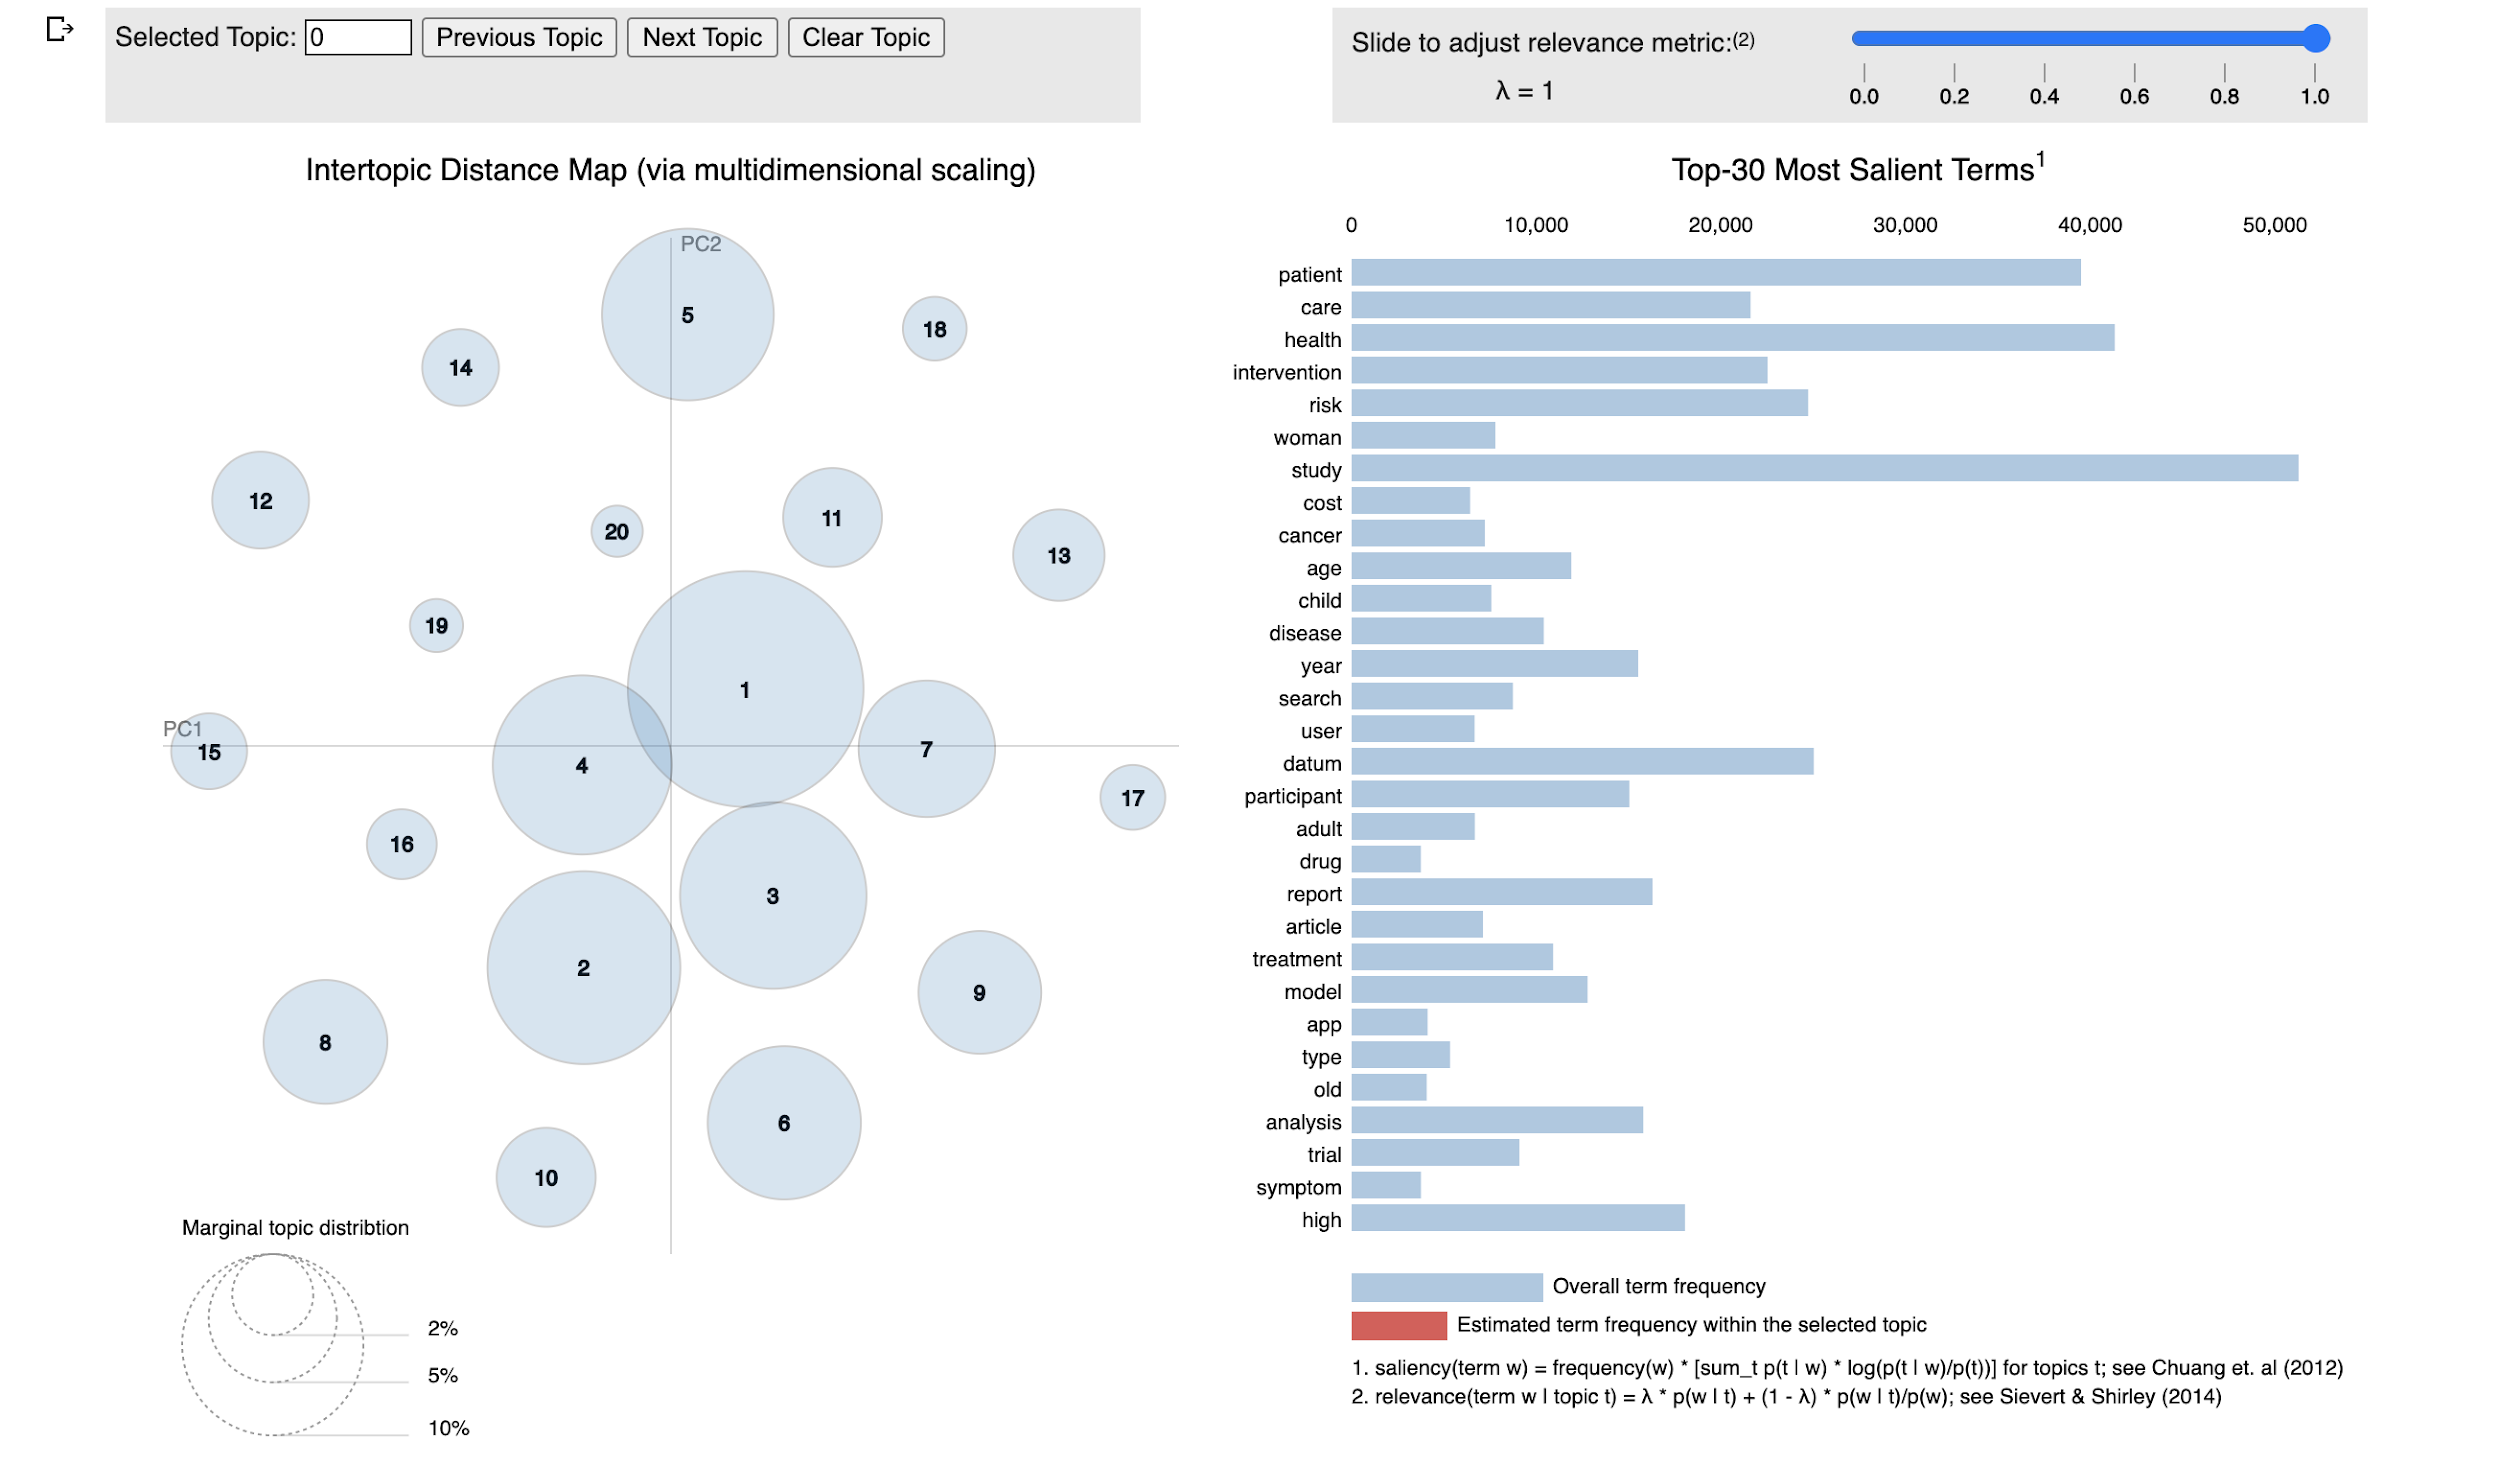 Selected Topic: 0 Previous Topic Next Topic Clear Topic
Slide to adjust relevance metric:(2)
λ = 1
0.0 0.2 0.4 0.6 0.8 1.0
Intertopic Distance Map (via multidimensional scaling)
PC2
5
18
14
12
20
11
13
19
1
PC1
15
4
7
17
16
3
2
9
8
6
10
Marginal topic distribtion
2%
5%
10%
Top-30 Most Salient Terms1
0 10,000 20,000 30,000 40,000 50,000
patient
care
health
intervention
risk
woman
study
cost
cancer
age
child
disease
year
search
user
datum
participant
adult
drug
report
article
treatment
model
app
type
old
analysis
trial
symptom
high
Overall term frequency
Estimated term frequency within the selected topic
1. saliency(term w) = frequency(w) * [sum_t p(t | w) * log(p(t | w)/p(t))] for topics t; see Chuang et. al (2012)
2. relevance(term w | topic t) = λ * p(w | t) + (1 - λ) * p(w | t)/p(w); see Sievert & Shirley (2014)